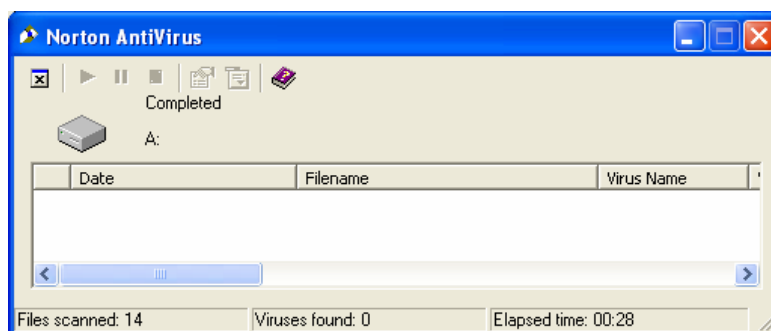 Norton AntiVirus
Completed
A:
Date Filename Virus Name
Files scanned: 14 Viruses found: 0 Elapsed time: 00:28